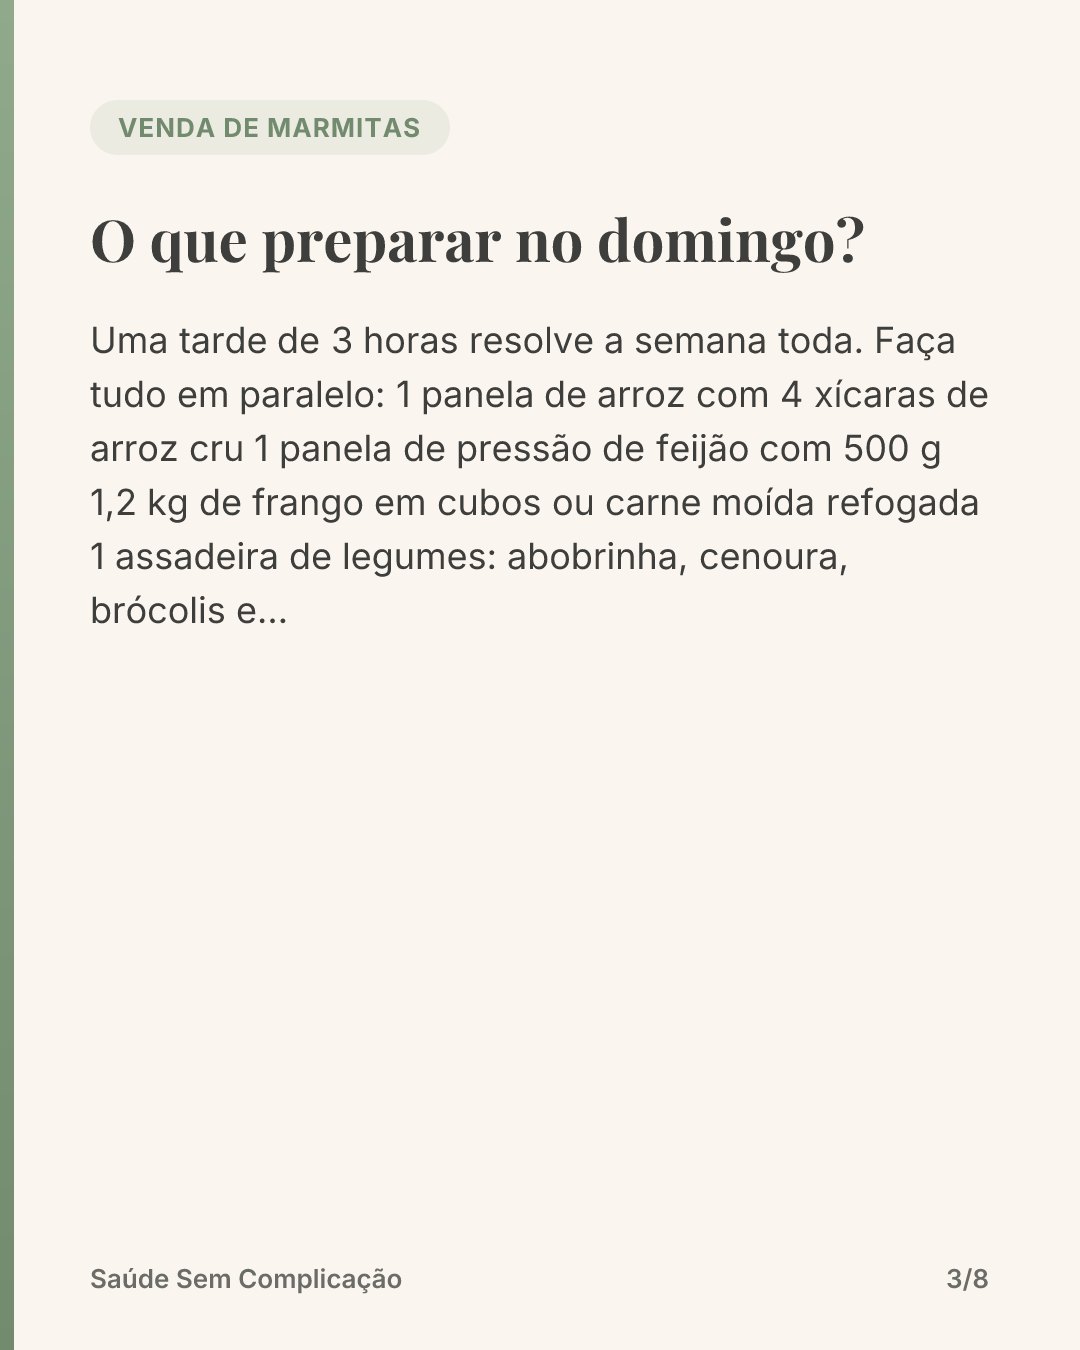 VENDA DE MARMITAS
O que preparar no domingo?
Uma tarde de 3 horas resolve a semana toda. Faça
tudo em paralelo: 1 panela de arroz com 4 xícaras de
arroz cru 1 panela de pressão de feijão com 500 g
1,2 kg de frango em cubos ou carne moída refogada
1 assadeira de legumes: abobrinha, cenoura,
brócolis e...
Saúde Sem Complicação
3/8